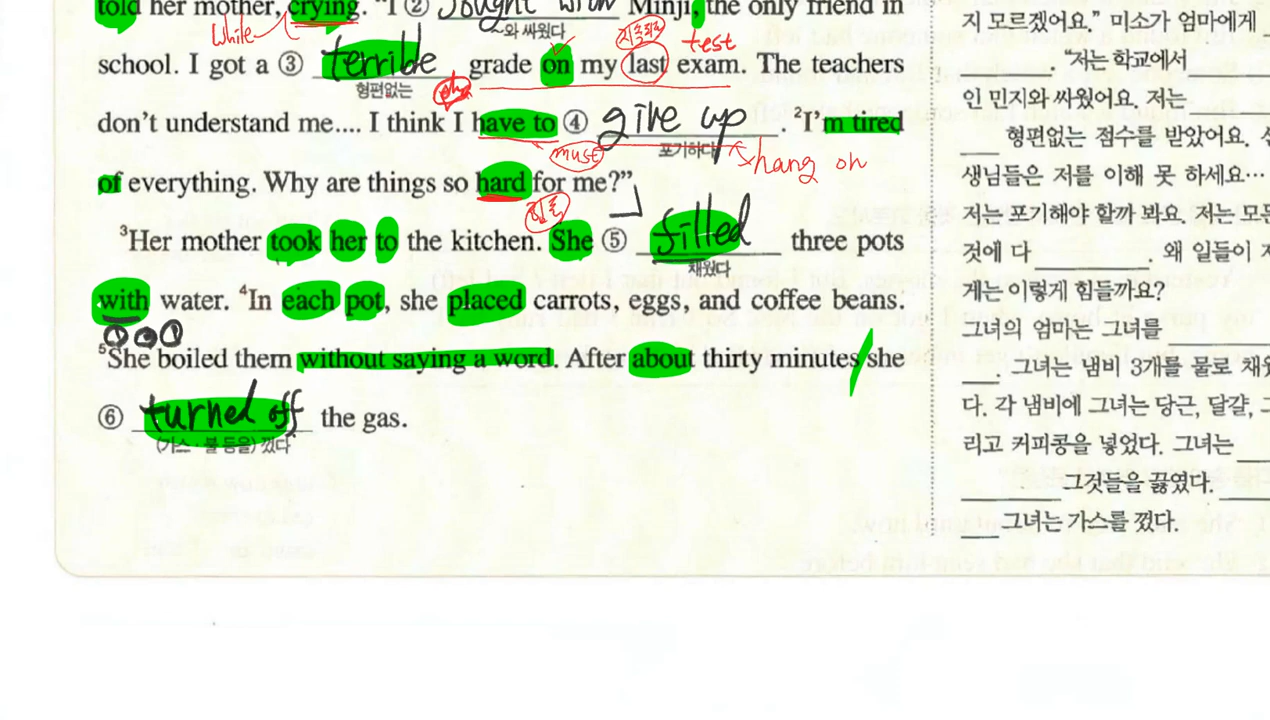 told her mother, crying. "I ② fought with Minji, the only friend in
while
~와 싸웠다
test
school. I got a ③ terrible grade on my last exam. The teachers
형편없는
don't understand me.... I think I have to ④ give up. ²I'm tired
must
포기하다
hang on
of everything. Why are things so hard for me?"
힘든
³Her mother took her to the kitchen. She ⑤ filled three pots
채웠다
with water. ⁴In each pot, she placed carrots, eggs, and coffee beans.
⁵She boiled them without saying a word. After about thirty minutes she
⑥ turned off the gas.
(가스·불 등을) 껐다
지 모르겠어요." 미소가 엄마에게
. "저는 학교에서
인 민지와 싸웠어요. 저는
형편없는 점수를 받았어요. 선
생님들은 저를 이해 못 하세요…
저는 포기해야 할까 봐요. 저는 모든
것에 다 . 왜 일들이 저
게는 이렇게 힘들까요?
그녀의 엄마는 그녀를
그녀는 냄비 3개를 물로 채웠
다. 각 냄비에 그녀는 당근, 달걀, 그
리고 커피콩을 넣었다. 그녀는
그것들을 끓였다.
그녀는 가스를 껐다.